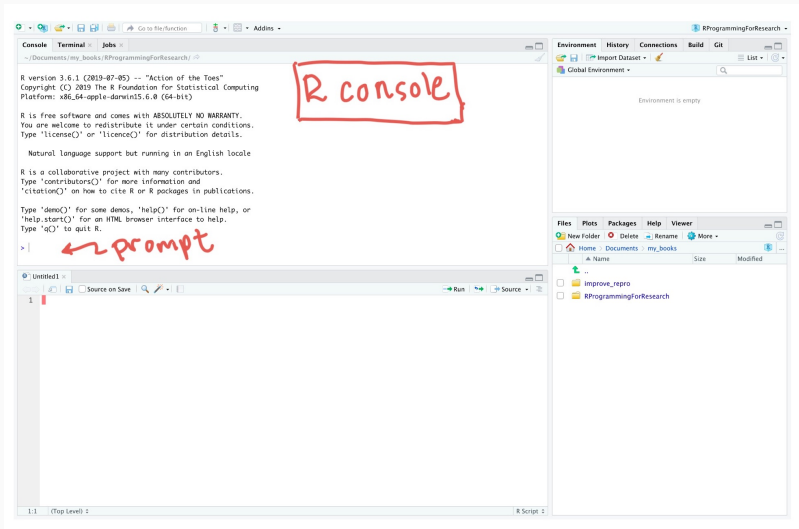 Go to file/function
Addins
RProgrammingForResearch
Console Terminal Jobs
~/Documents/my_books/RProgrammingForResearch/
R version 3.6.1 (2019-07-05) -- "Action of the Toes"
Copyright (C) 2019 The R Foundation for Statistical Computing
Platform: x86_64-apple-darwin15.6.0 (64-bit)
R is free software and comes with ABSOLUTELY NO WARRANTY.
You are welcome to redistribute it under certain conditions.
Type 'license()' or 'licence()' for distribution details.
Natural language support but running in an English locale
R is a collaborative project with many contributors.
Type 'contributors()' for more information and
'citation()' on how to cite R or R packages in publications.
Type 'demo()' for some demos, 'help()' for on-line help, or
'help.start()' for an HTML browser interface to help.
Type 'q()' to quit R.
>
R console
prompt
Untitled1
Source on Save
Run
Source
1
1:1 (Top Level)
R Script
Environment History Connections Build Git
Import Dataset
List
Global Environment
Environment is empty
Files Plots Packages Help Viewer
New Folder Delete Rename More
Home Documents my_books
R
...
Name Size Modified
..
improve_repro
RProgrammingForResearch